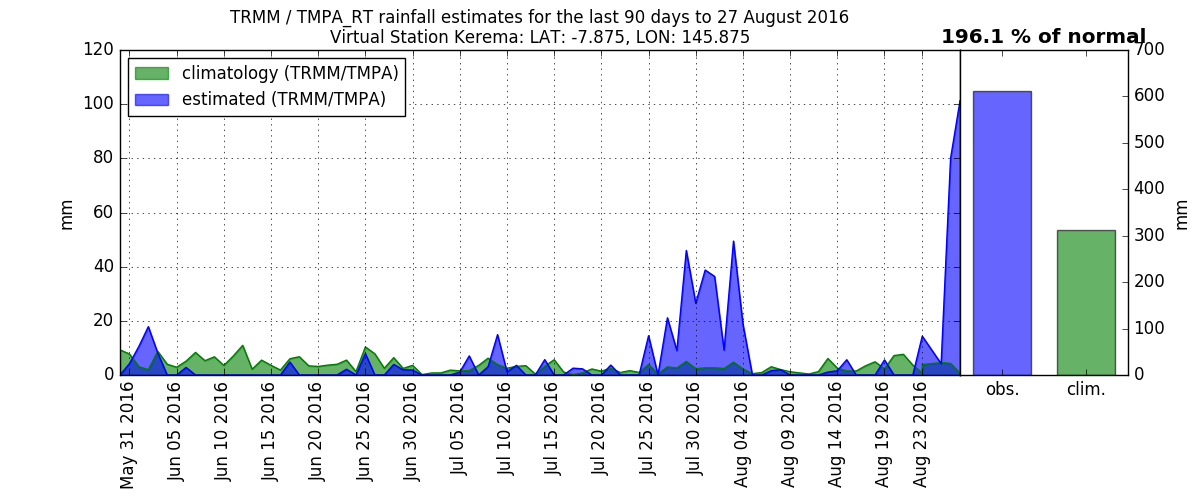 TRMM / TMPA_RT rainfall estimates for the last 90 days to 27 August 2016
Virtual Station Kerema: LAT: -7.875, LON: 145.875
196.1 % of normal
climatology (TRMM/TMPA)
estimated (TRMM/TMPA)
mm
120
100
80
60
40
20
0
May 31 2016
Jun 05 2016
Jun 10 2016
Jun 15 2016
Jun 20 2016
Jun 25 2016
Jun 30 2016
Jul 05 2016
Jul 10 2016
Jul 15 2016
Jul 20 2016
Jul 25 2016
Jul 30 2016
Aug 04 2016
Aug 09 2016
Aug 14 2016
Aug 19 2016
Aug 23 2016
obs.
clim.
700
600
500
400
300
200
100
0
mm